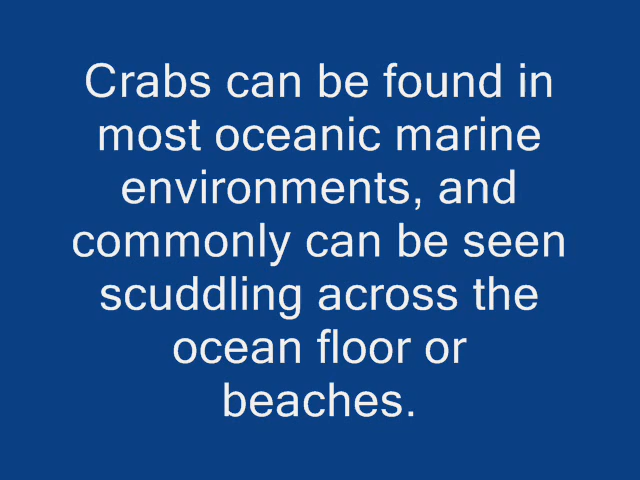 Crabs can be found in
most oceanic marine
environments, and
commonly can be seen
scuddling across the
ocean floor or
beaches.